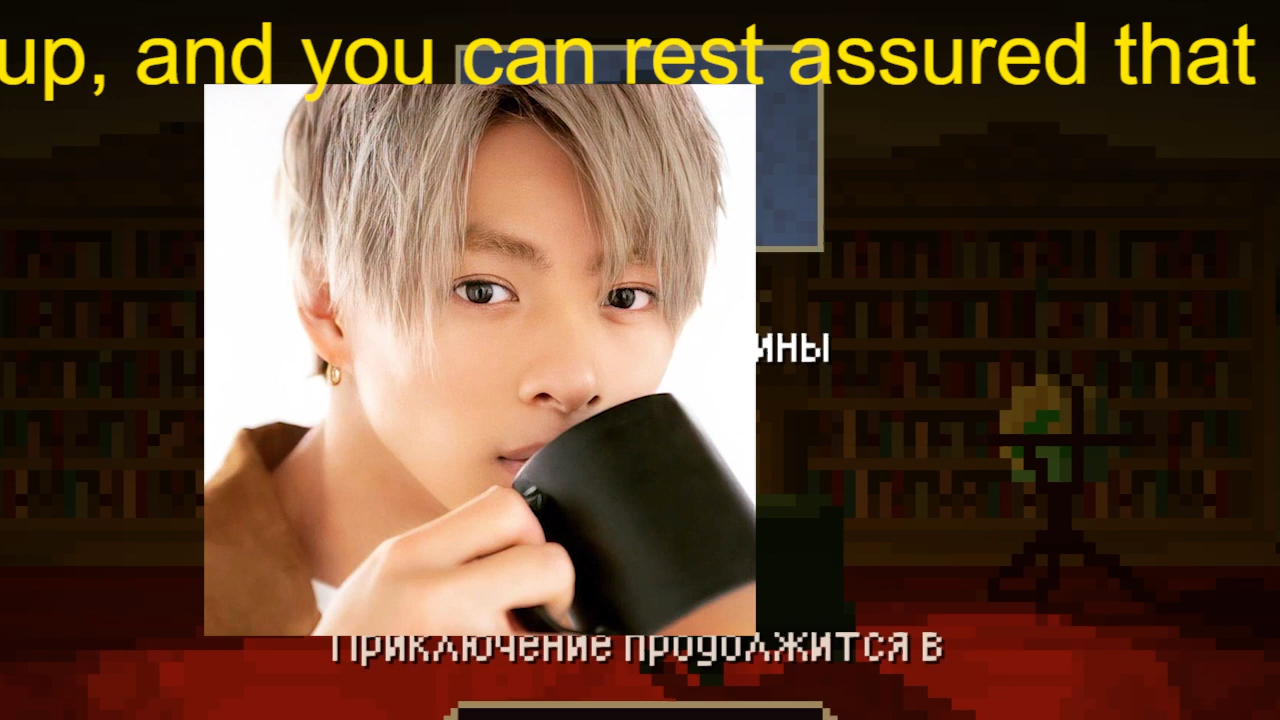 up, and you can rest assured that
ины
Приключение продолжится в